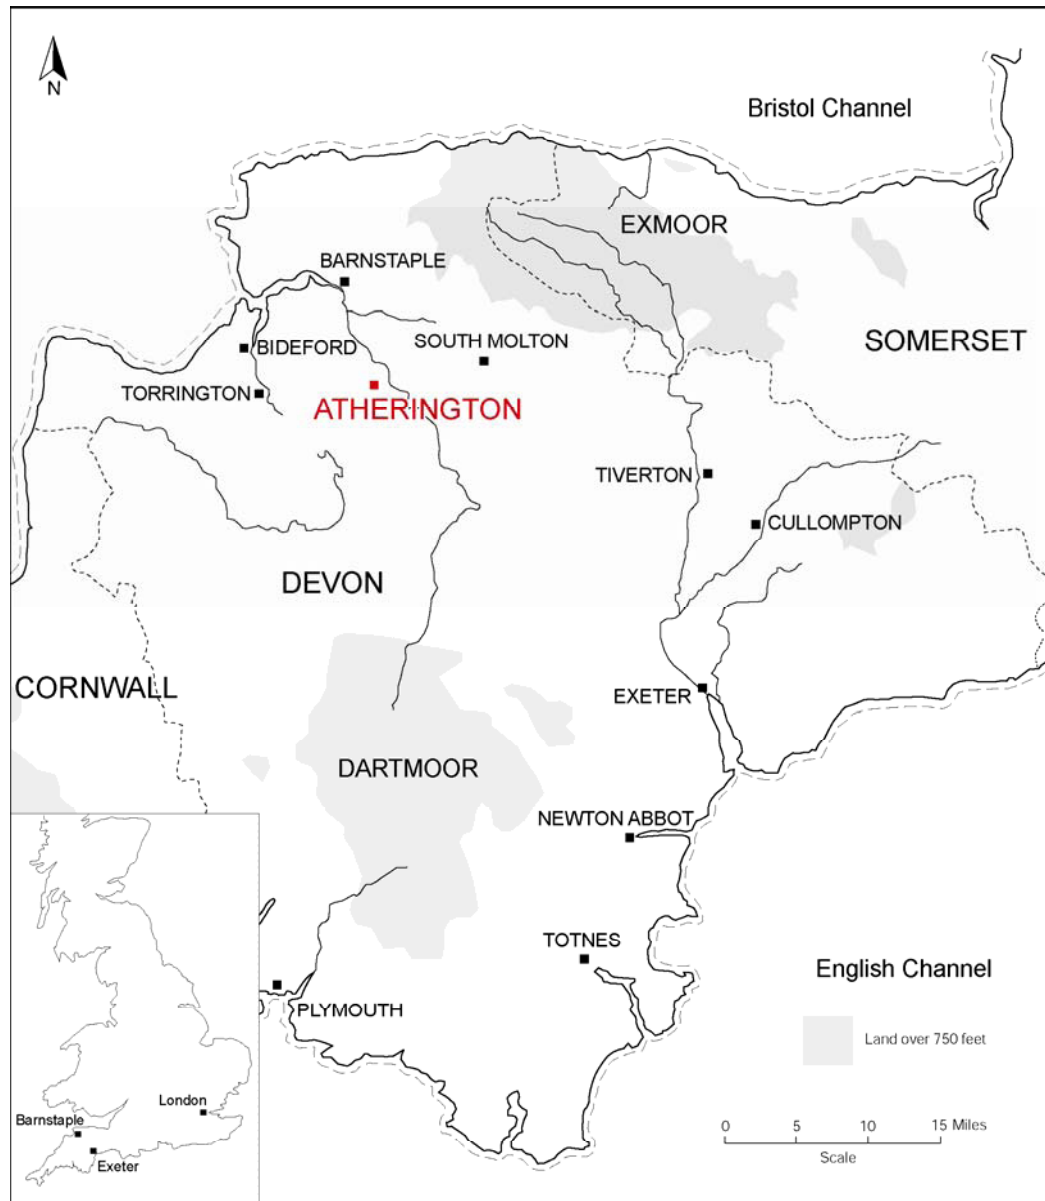 N
Bristol Channel
EXMOOR
BARNSTAPLE
SOMERSET
SOUTH MOLTON
BIDEFORD
TORRINGTON
ATHERINGTON
TIVERTON
CULLOMPTON
DEVON
CORNWALL
EXETER
DARTMOOR
NEWTON ABBOT
TOTNES
English Channel
PLYMOUTH
Land over 750 feet
London
Barnstaple
Exeter
0 5 10 15 Miles
Scale